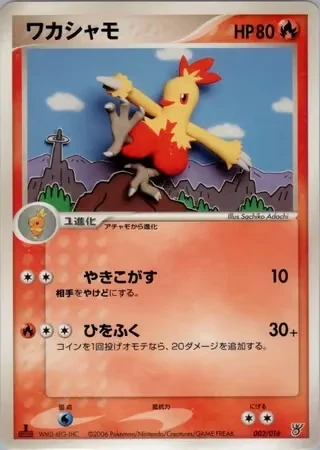 ワカシャモ HP80
Illus. Sachiko Adachi
1進化 アチャモから進化
やきこがす 10
相手をやけどにする。
ひをふく 30+
コインを1回投げオモテなら、20ダメージを追加する。
弱点 抵抗力 にげる
©2006 Pokémon/Nintendo/Creatures/GAME FREAK. 002/016